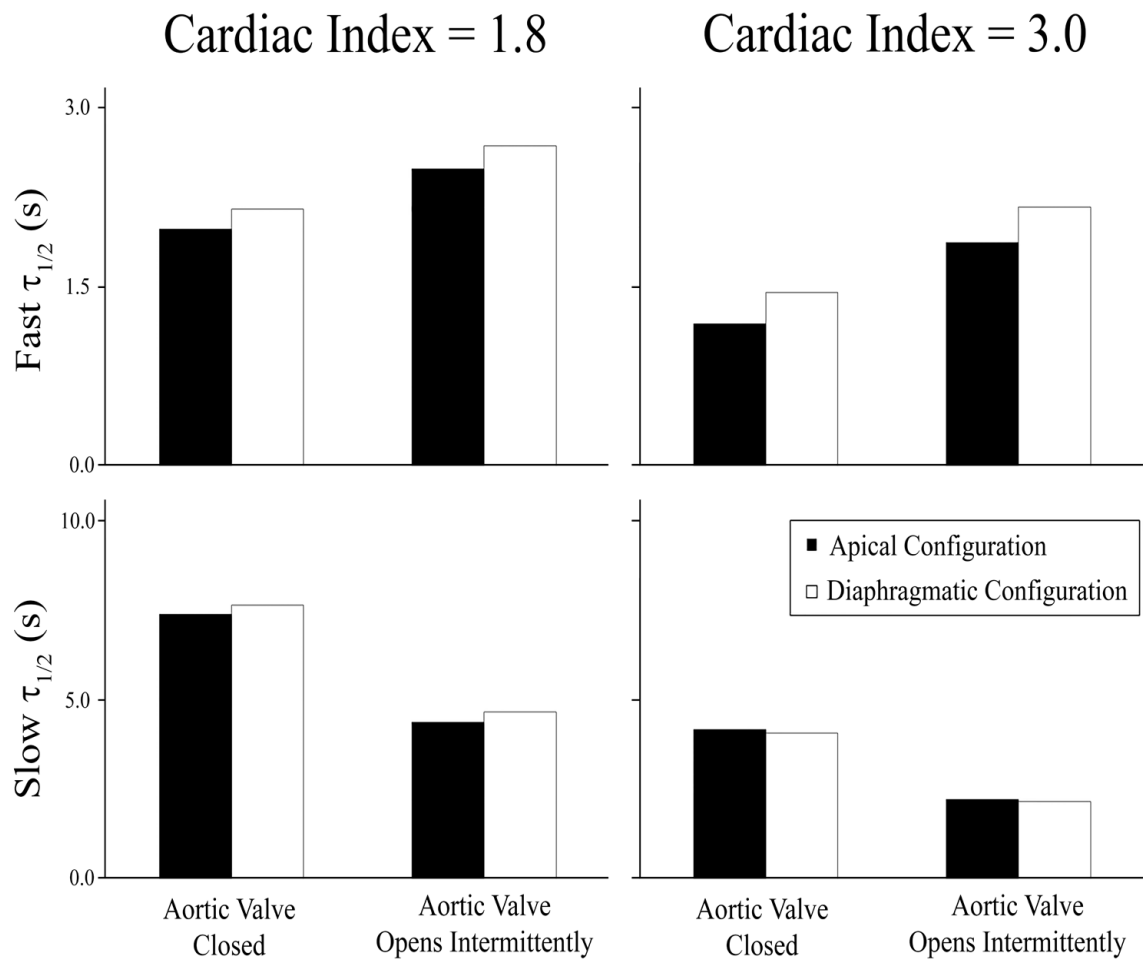 Cardiac Index = 1.8
Cardiac Index = 3.0
Fast τ1/2 (s)
3.0
1.5
0.0
Slow τ1/2 (s)
10.0
5.0
0.0
Apical Configuration
Diaphragmatic Configuration
Aortic Valve
Closed
Aortic Valve
Opens Intermittently
Aortic Valve
Closed
Aortic Valve
Opens Intermittently